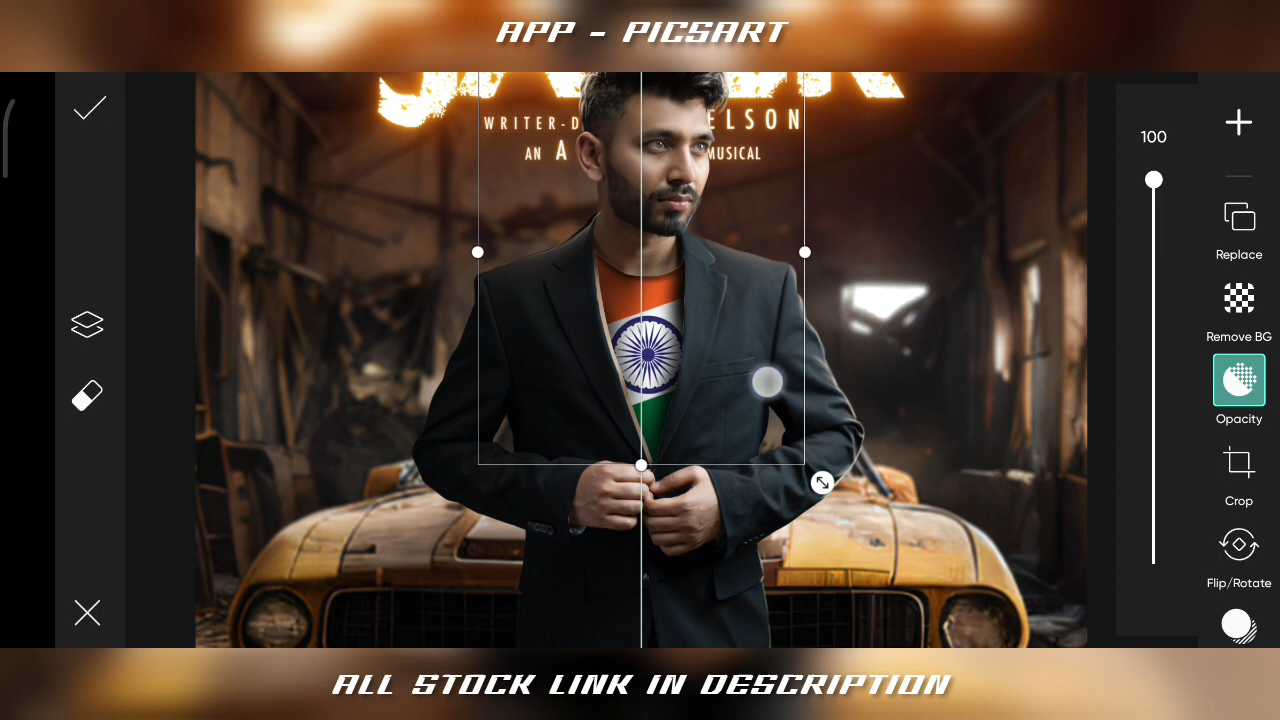 APP - PICSART
WRITER-D
ELSON
AN A
MUSICAL
100
Replace
Remove BG
Opacity
Crop
Flip/Rotate
ALL STOCK LINK IN DESCRIPTION